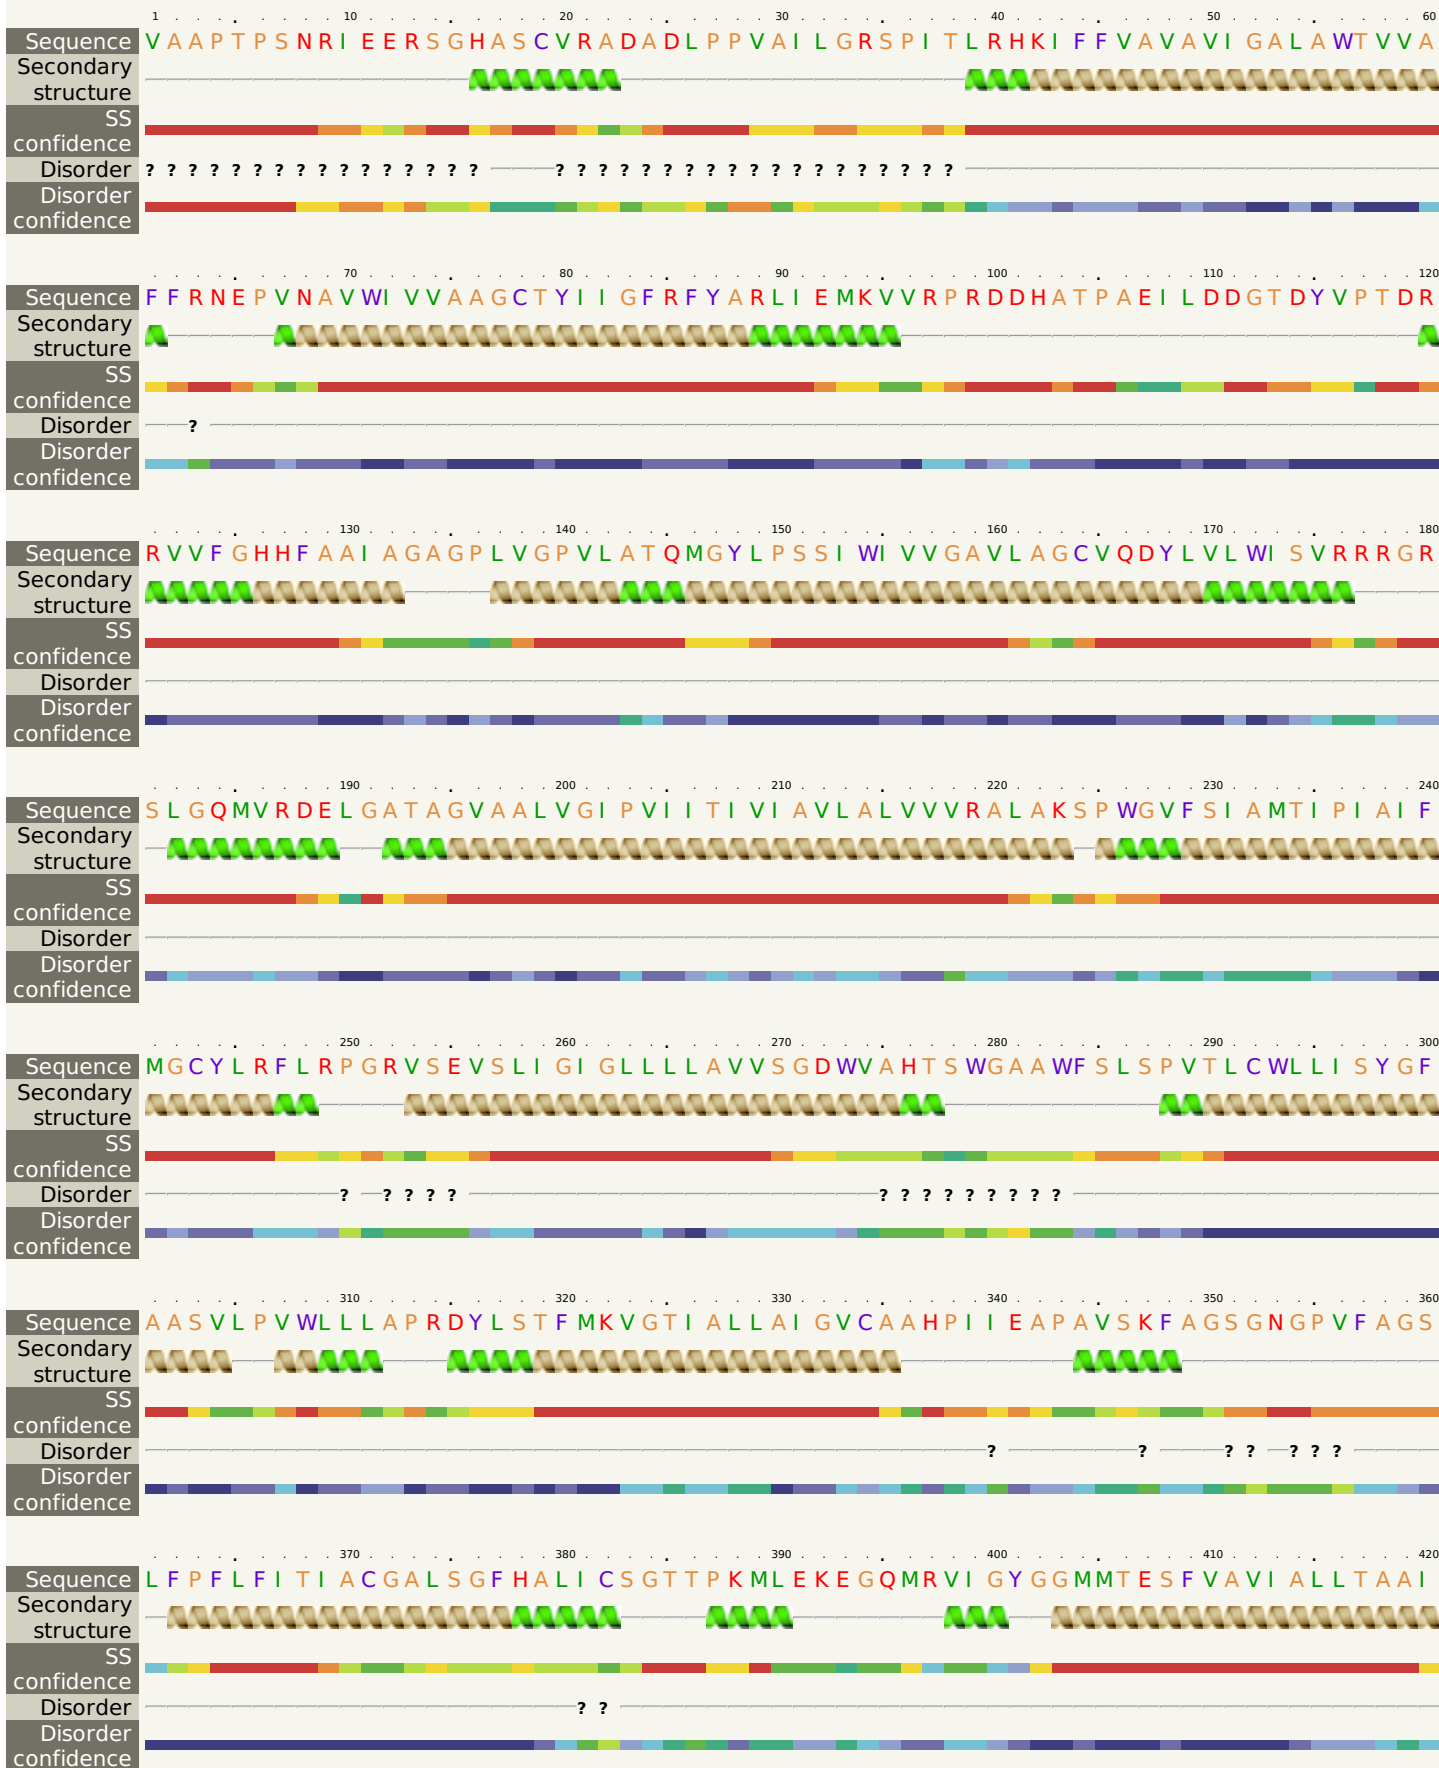 1 10 20 30 40 50 60
Sequence V A A P T P S N R I E E R S G H A S C V R A D A D L P P V A I L G R S P I T L R H K I F F V A V A V I G A L A W T V V A
Secondary
structure
SS
confidence
Disorder ? ? ? ? ? ? ? ? ? ? ? ? ? ? ? ? ? ? ? ? ? ? ? ? ? ? ? ? ? ? ? ? ? ? ?
Disorder
confidence
70 80 90 100 110 120
Sequence F F R N E P V N A V W I V V A A G C T Y I I G F R F Y A R L I E M K V V R P R D D H A T P A E I L D D G T D Y V P T D R
Secondary
structure
SS
confidence
Disorder ?
Disorder
confidence
130 140 150 160 170 180
Sequence R V V F G H H F A A I A G A G P L V G P V L A T Q M G Y L P S S I W I V V G A V L A G C V Q D Y L V L W I S V R R R G R
Secondary
structure
SS
confidence
Disorder
Disorder
confidence
190 200 210 220 230 240
Sequence S L G Q M V R D E L G A T A G V A A L V G I P V I I T I V I A V L A L V V V R A L A K S P W G V F S I A M T I P I A I F
Secondary
structure
SS
confidence
Disorder
Disorder
confidence
250 260 270 280 290 300
Sequence M G C Y L R F L R P G R V S E V S L I G I G L L L L A V V S G D W V A H T S W G A A W F S L S P V T L C W L L I S Y G F
Secondary
structure
SS
confidence
Disorder ? ? ? ? ? ? ? ? ? ? ? ? ? ?
Disorder
confidence
310 320 330 340 350 360
Sequence A A S V L P V W L L L A P R D Y L S T F M K V G T I A L L A I G V C A A H P I I E A P A V S K F A G S G N G P V F A G S
Secondary
structure
SS
confidence
Disorder ? ? ? ? ? ? ?
Disorder
confidence
370 380 390 400 410 420
Sequence L F P F L F I T I A C G A L S G F H A L I C S G T T P K M L E K E G Q M R V I G Y G G M M T E S F V A V I A L L T A A I
Secondary
structure
SS
confidence
Disorder ? ?
Disorder
confidence